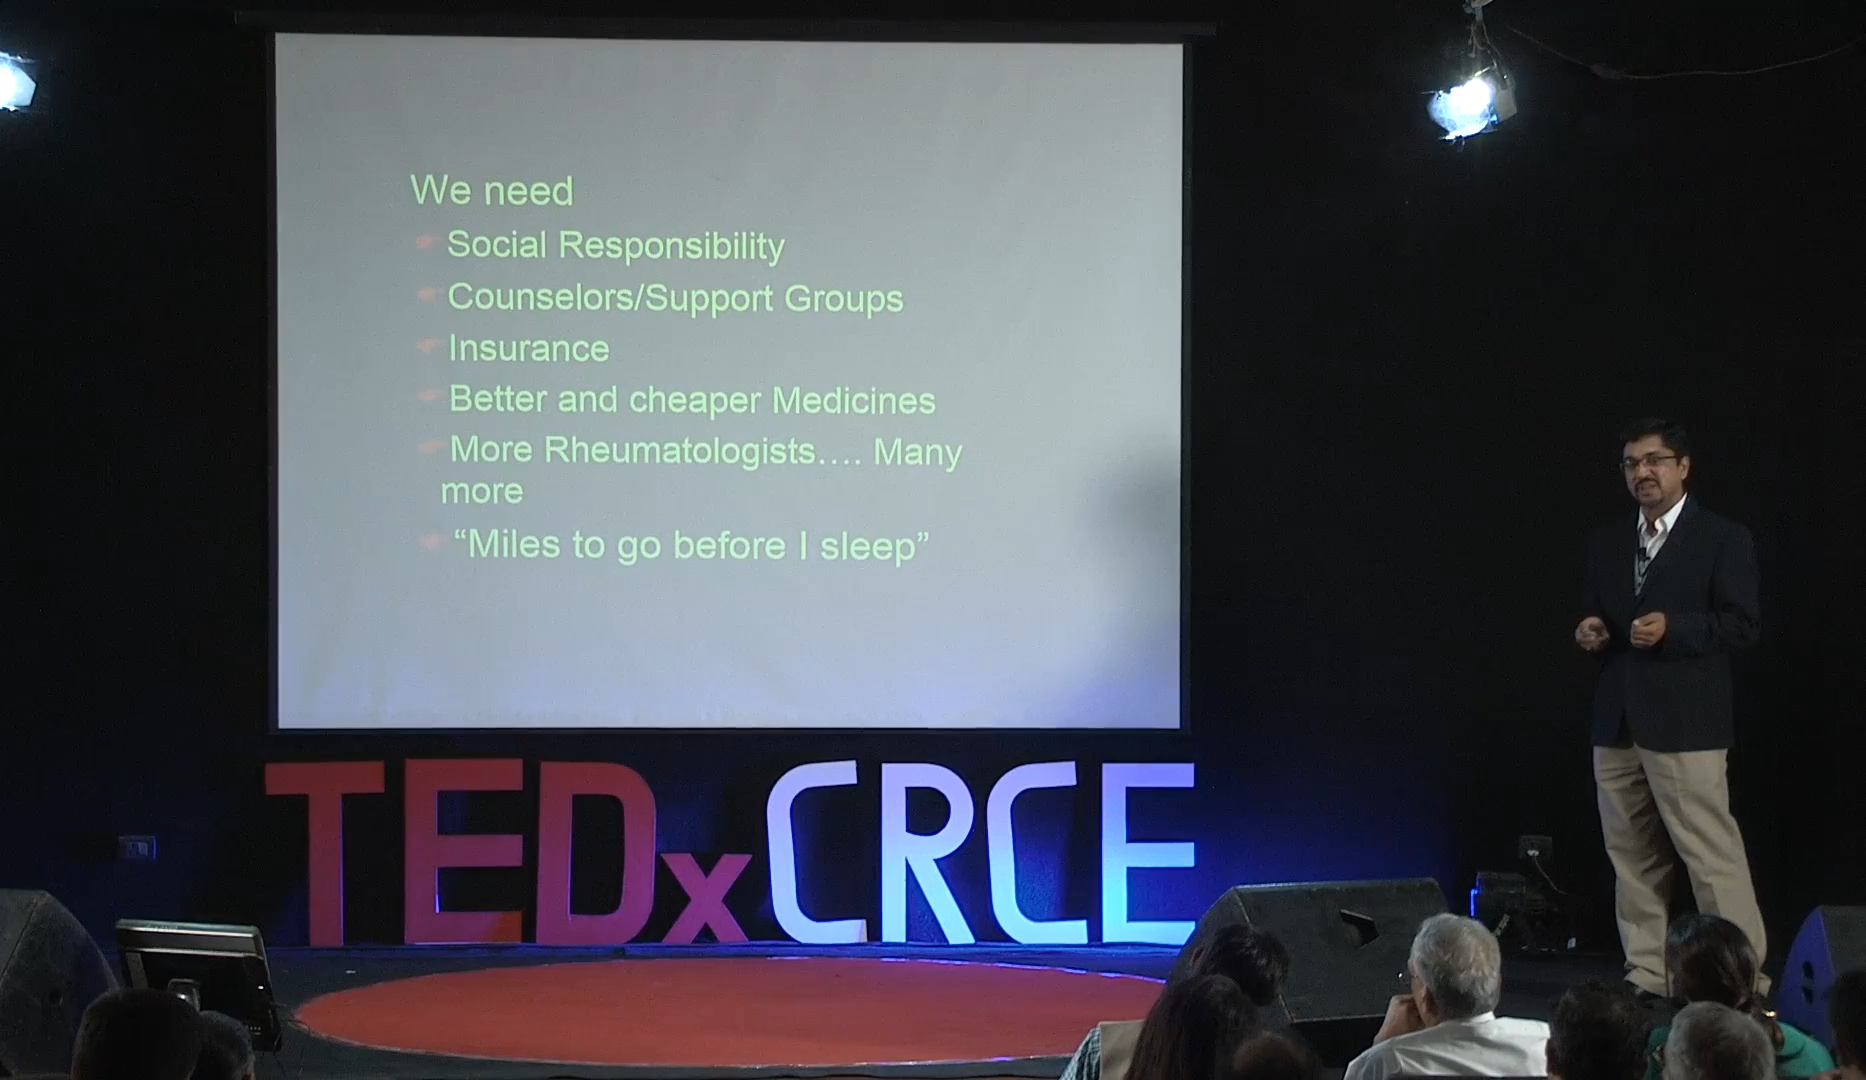 We need
Social Responsibility
Counselors/Support Groups
Insurance
Better and cheaper Medicines
More Rheumatologists.... Many
more
“Miles to go before I sleep”
TEDxCRCE